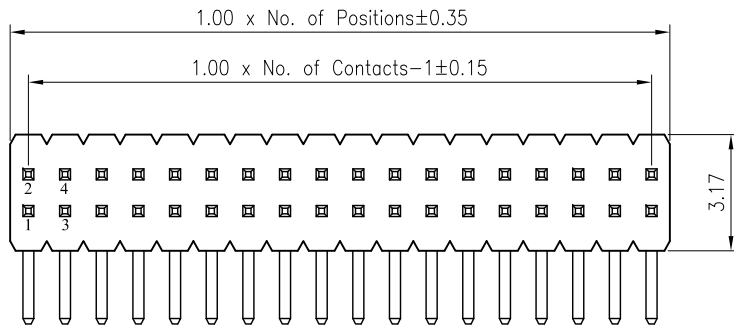 1.00 x No. of Positions±0.35
1.00 x No. of Contacts-1±0.15
2 4
1 3
3.17